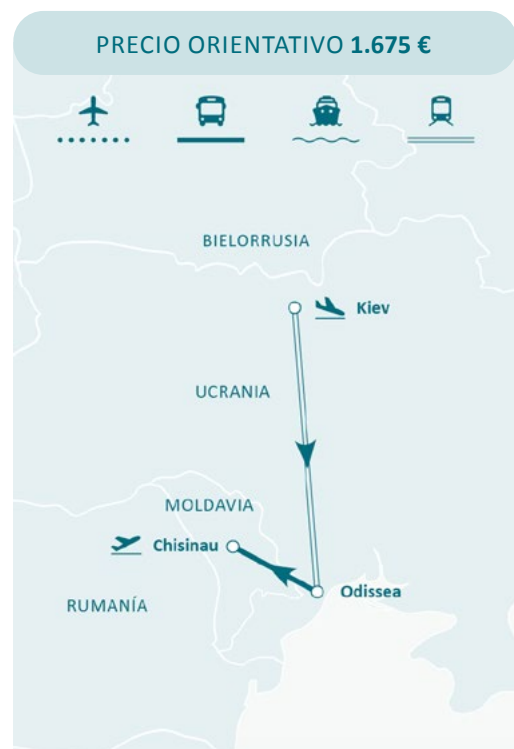 PRECIO ORIENTATIVO 1.675 €
BIELORRUSIA
Kiev
UCRANIA
MOLDAVIA
Chisinau
Odissea
RUMANÍA